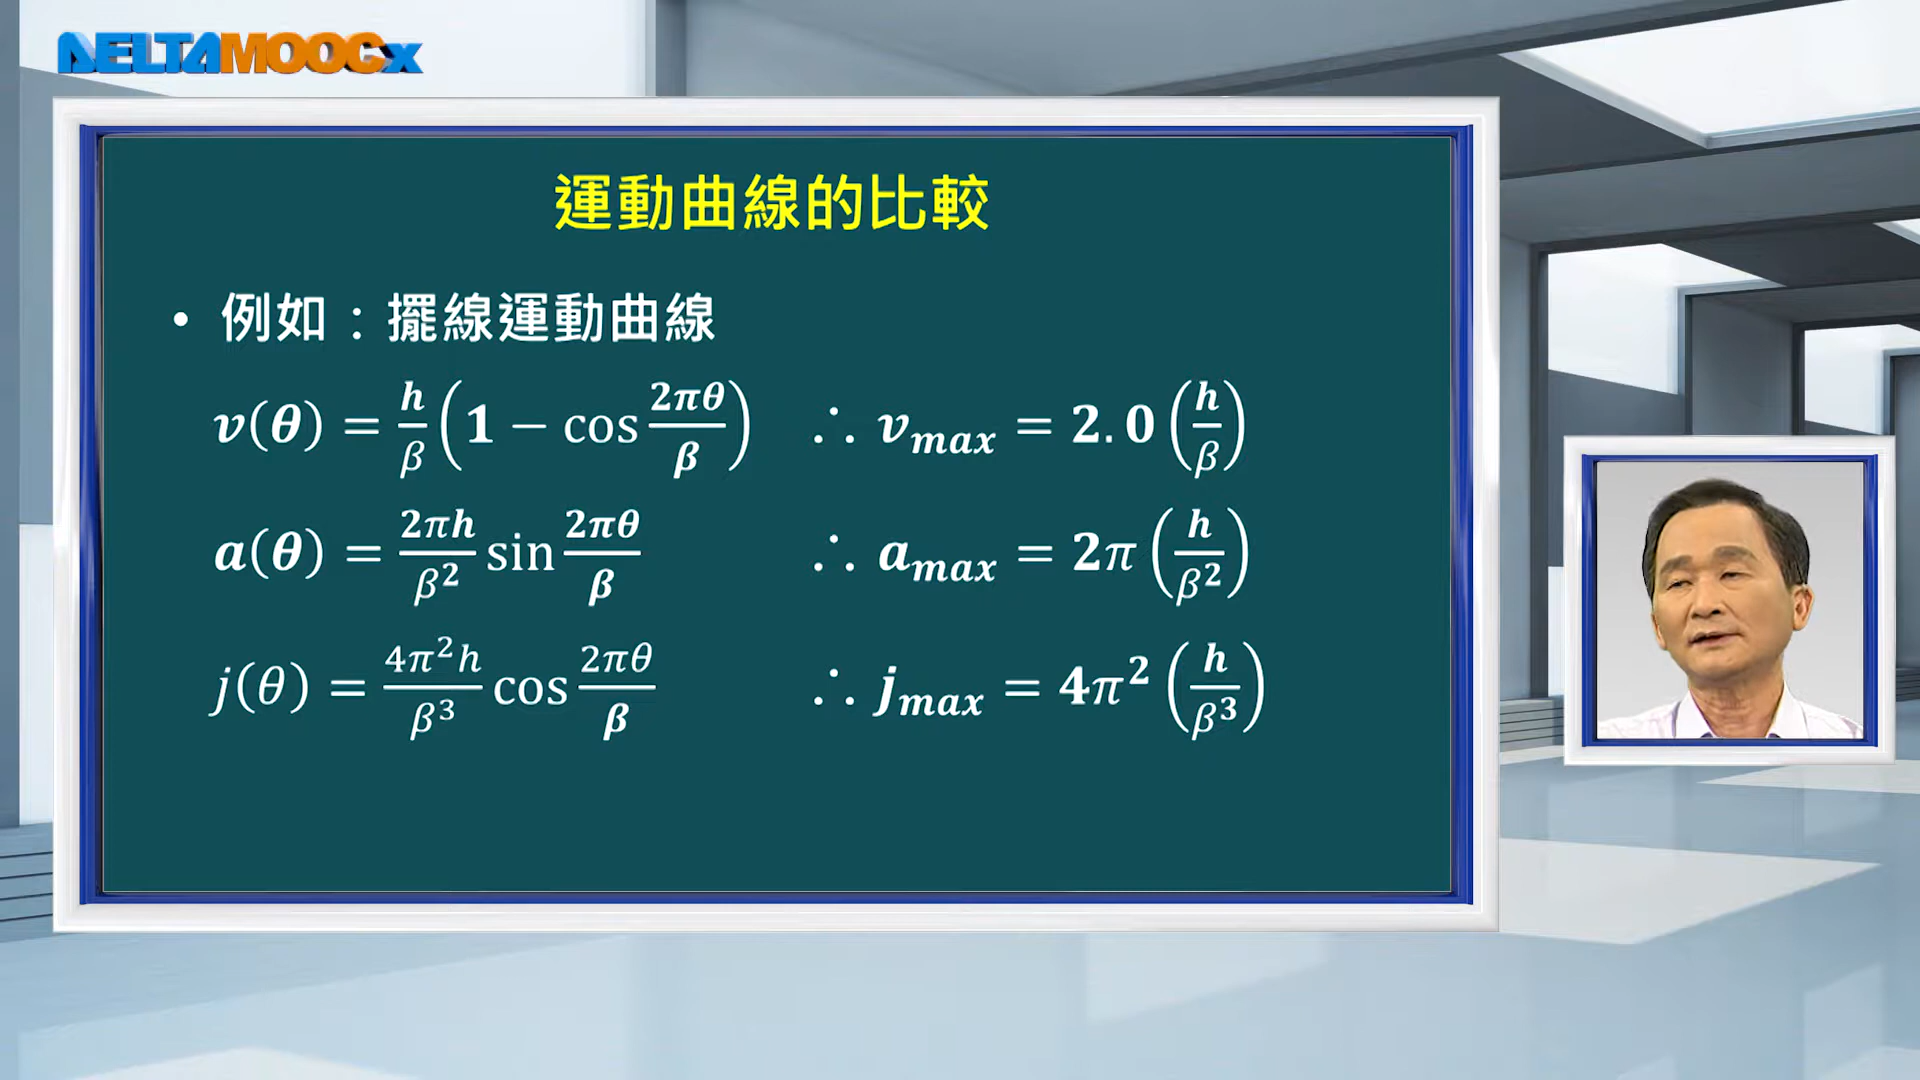 DELTAMOOCx
運動曲線的比較
• 例如：擺線運動曲線
v(θ) = h/β (1 − cos 2πθ/β) ∴ v_max = 2.0 (h/β)
a(θ) = 2πh/β² sin 2πθ/β ∴ a_max = 2π (h/β²)
j(θ) = 4π²h/β³ cos 2πθ/β ∴ j_max = 4π² (h/β³)